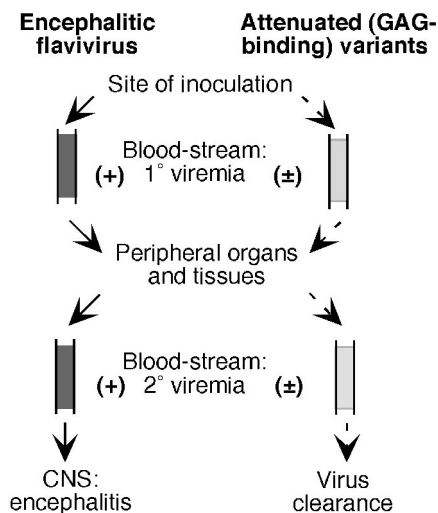 Encephalitic
flavivirus
Attenuated (GAG-
binding) variants
Site of inoculation
Blood-stream:
(+) 1° viremia (±)
Peripheral organs
and tissues
Blood-stream:
(+) 2° viremia (±)
CNS:
encephalitis
Virus
clearance